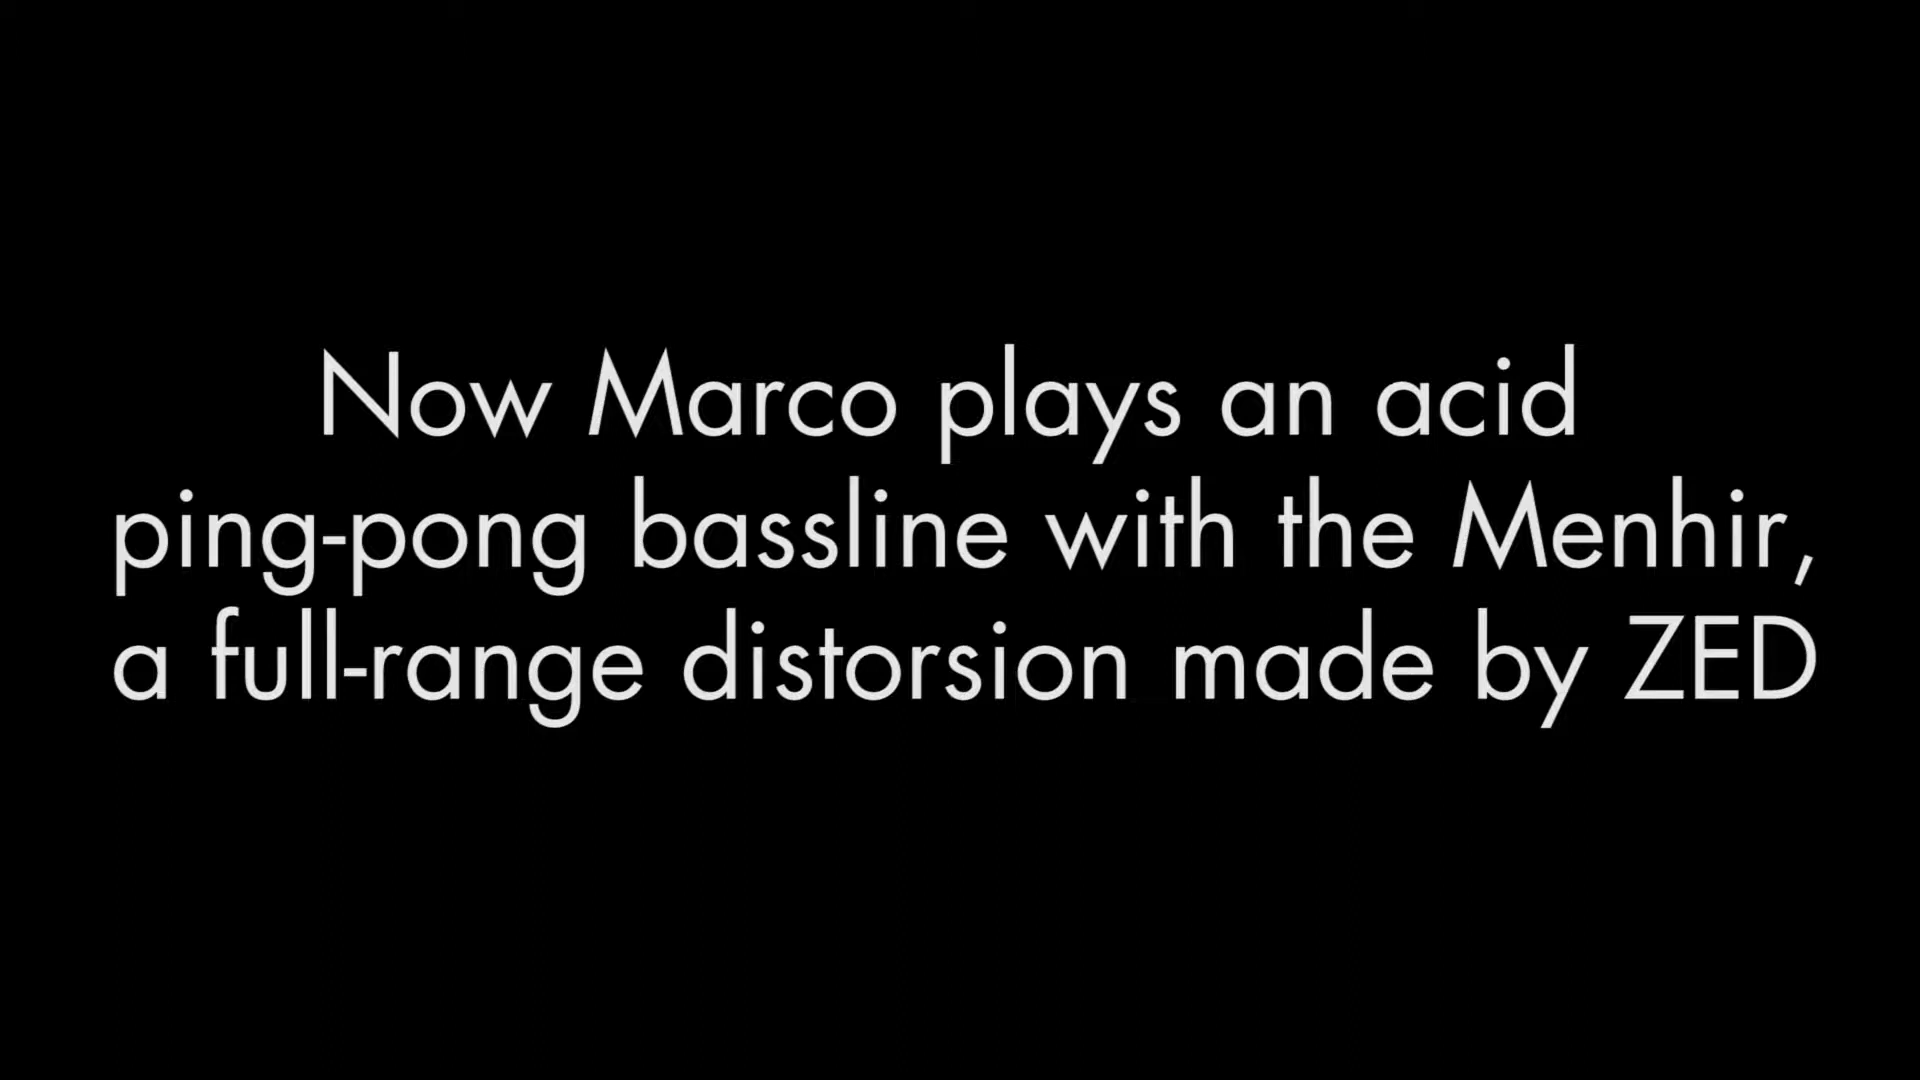 Now Marco plays an acid
ping-pong bassline with the Menhir,
a full-range distorsion made by ZED